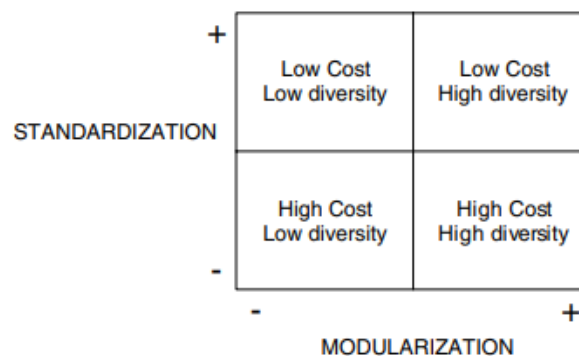 +
Low Cost
Low diversity
Low Cost
High diversity
STANDARDIZATION
High Cost
Low diversity
High Cost
High diversity
-
-
+
MODULARIZATION